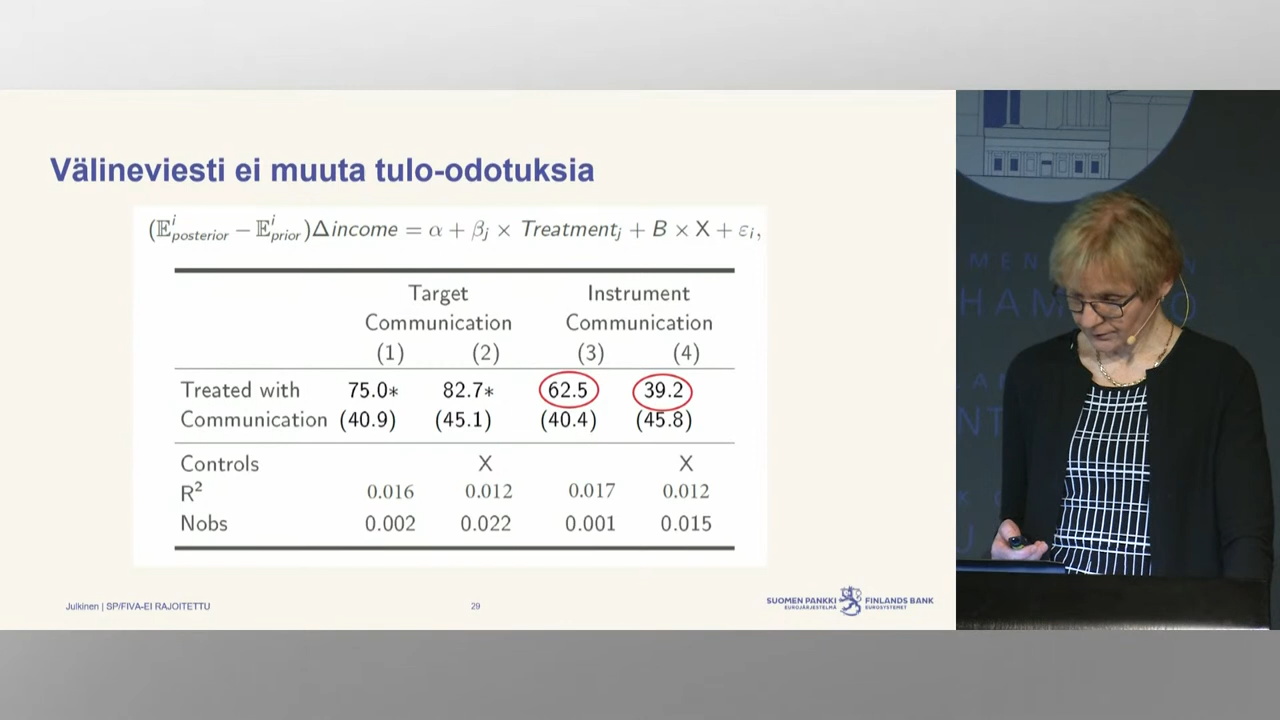 Välineviesti ei muuta tulo-odotuksia
(𝔼ⁱposterior − 𝔼ⁱprior)Δincome = α + βj × Treatmentj + B × X + εi,
Target Instrument
Communication Communication
(1) (2) (3) (4)
Treated with 75.0* 82.7* 62.5 39.2
Communication (40.9) (45.1) (40.4) (45.8)
Controls X X
R² 0.016 0.012 0.017 0.012
Nobs 0.002 0.022 0.001 0.015
Julkinen | SP/FIVA-EI RAJOITETTU
29
SUOMEN PANKKI FINLANDS BANK
EUROJÄRJESTELMÄ EUROSYSTEMET